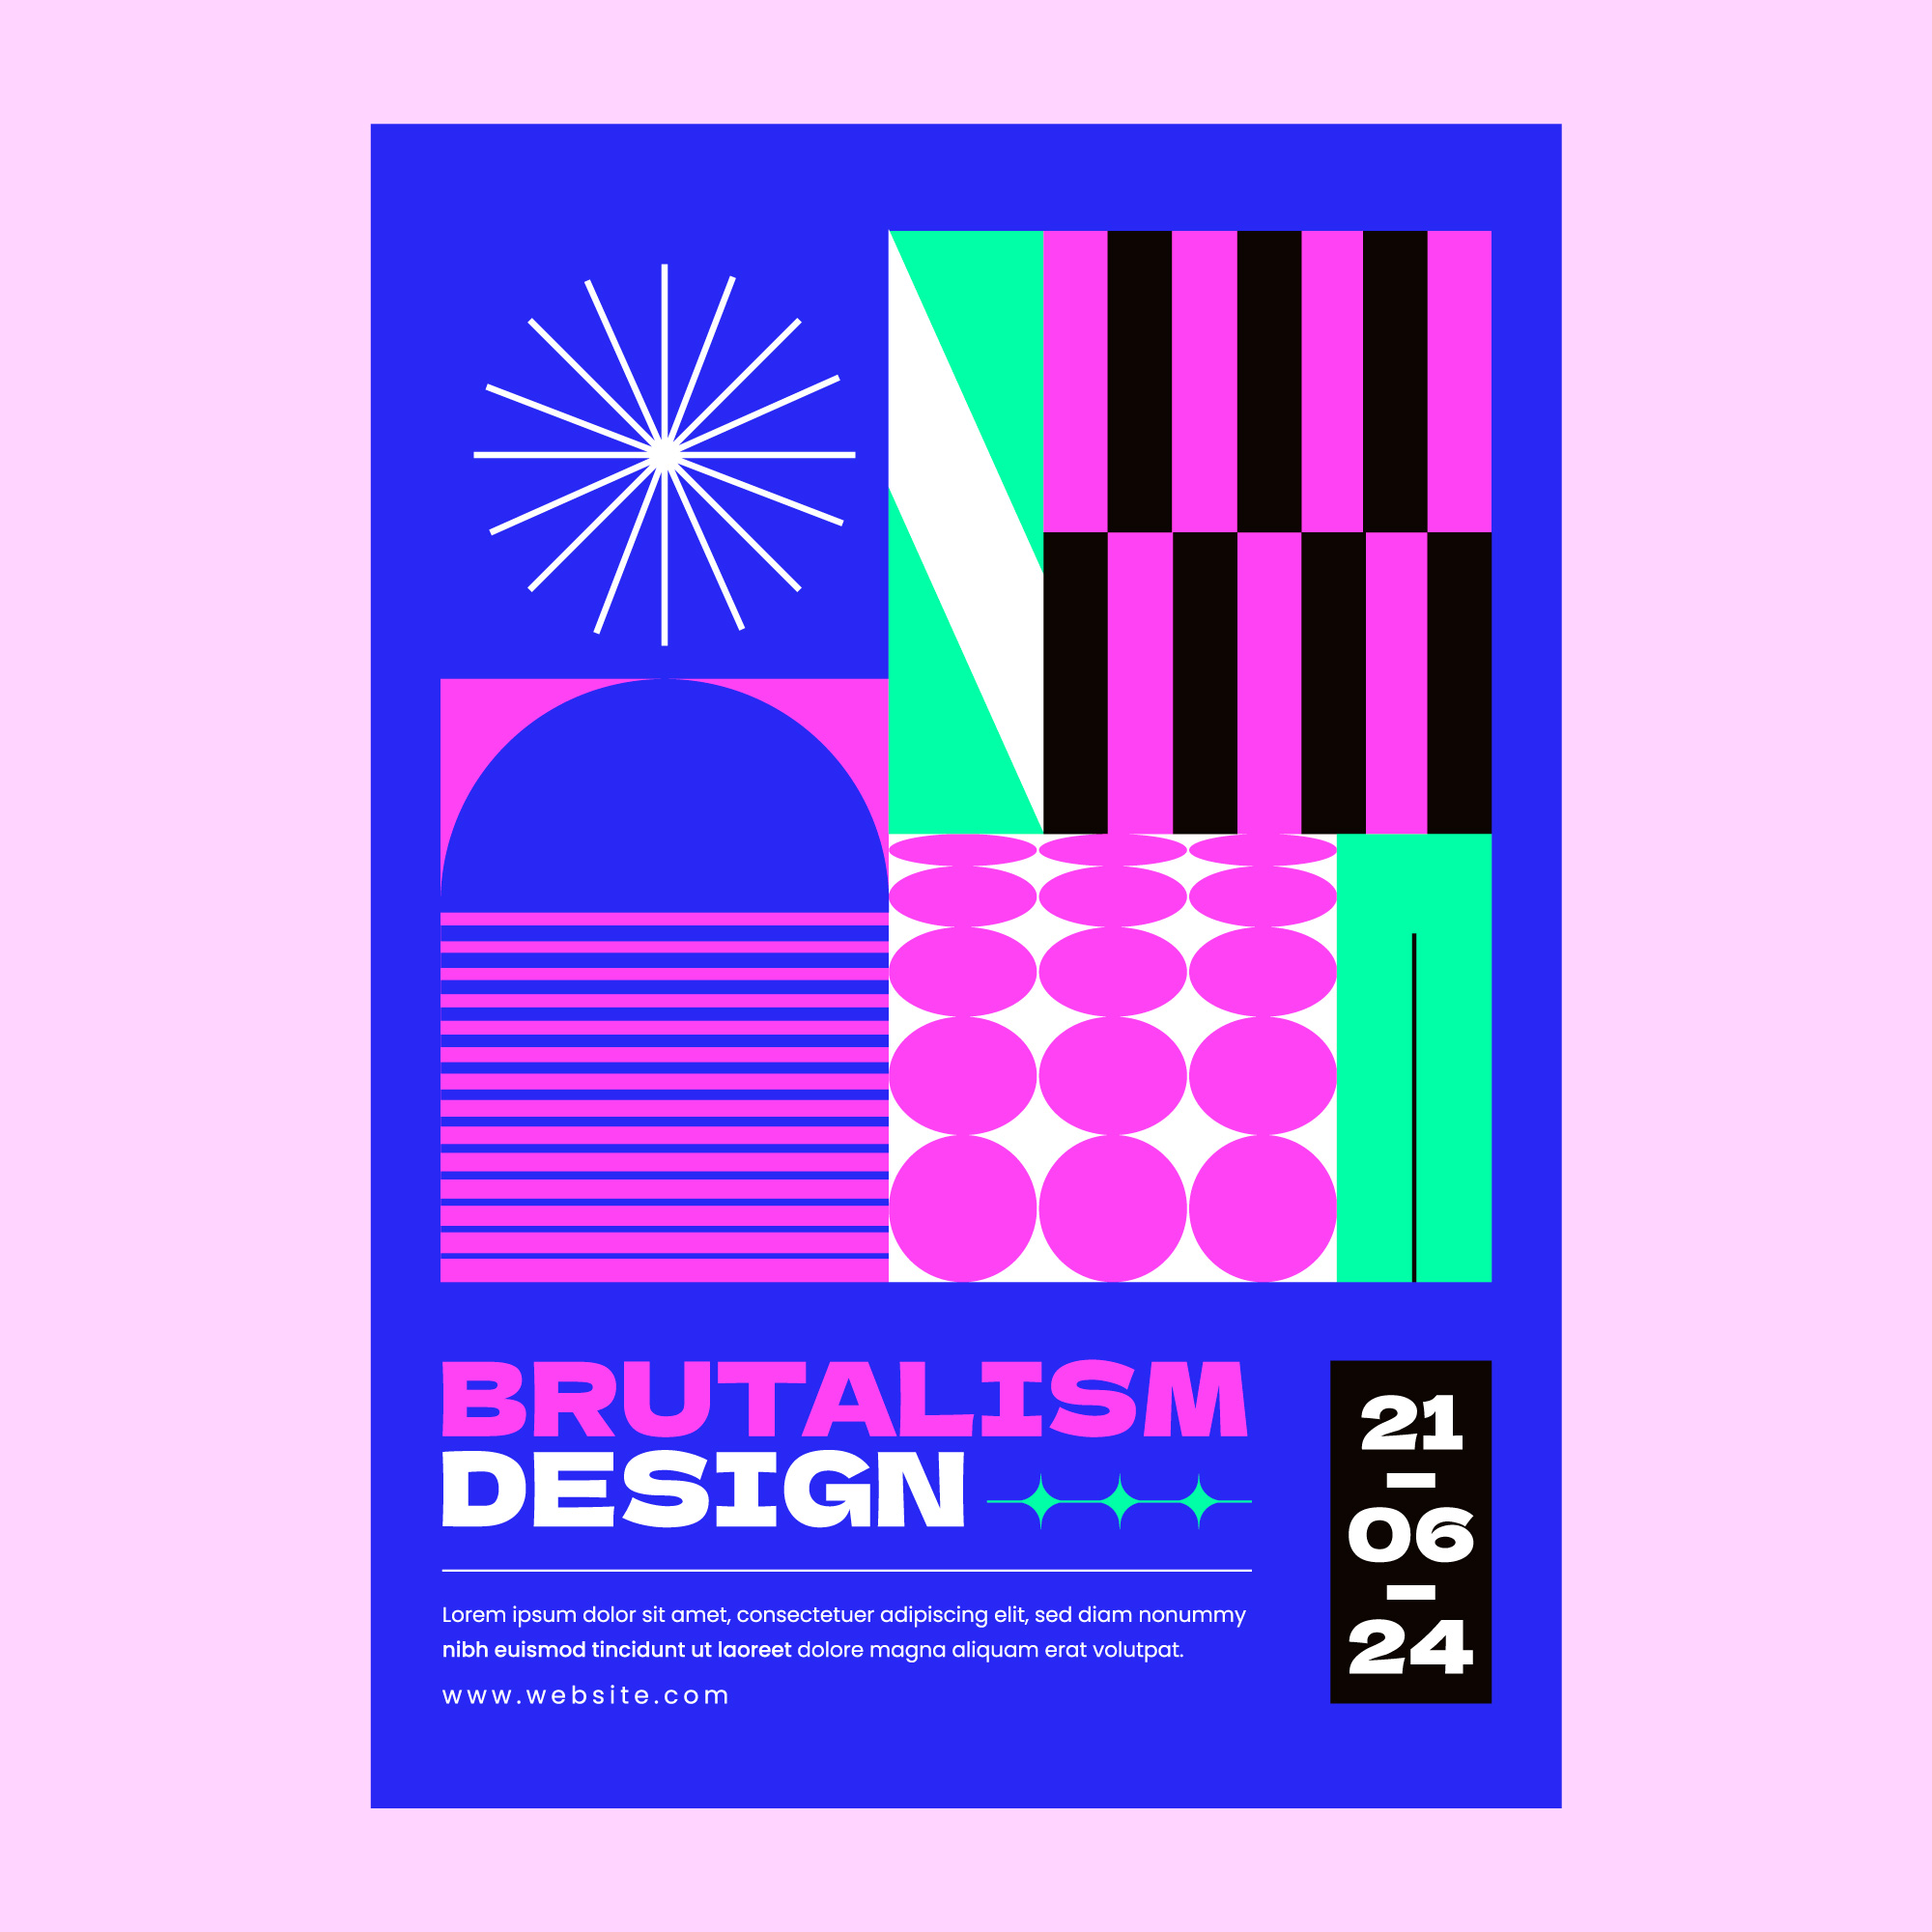 BRUTALISM
DESIGN
Lorem ipsum dolor sit amet, consectetuer adipiscing elit, sed diam nonummy
nibh euismod tincidunt ut laoreet dolore magna aliquam erat volutpat.
www.website.com
21
–
06
–
24